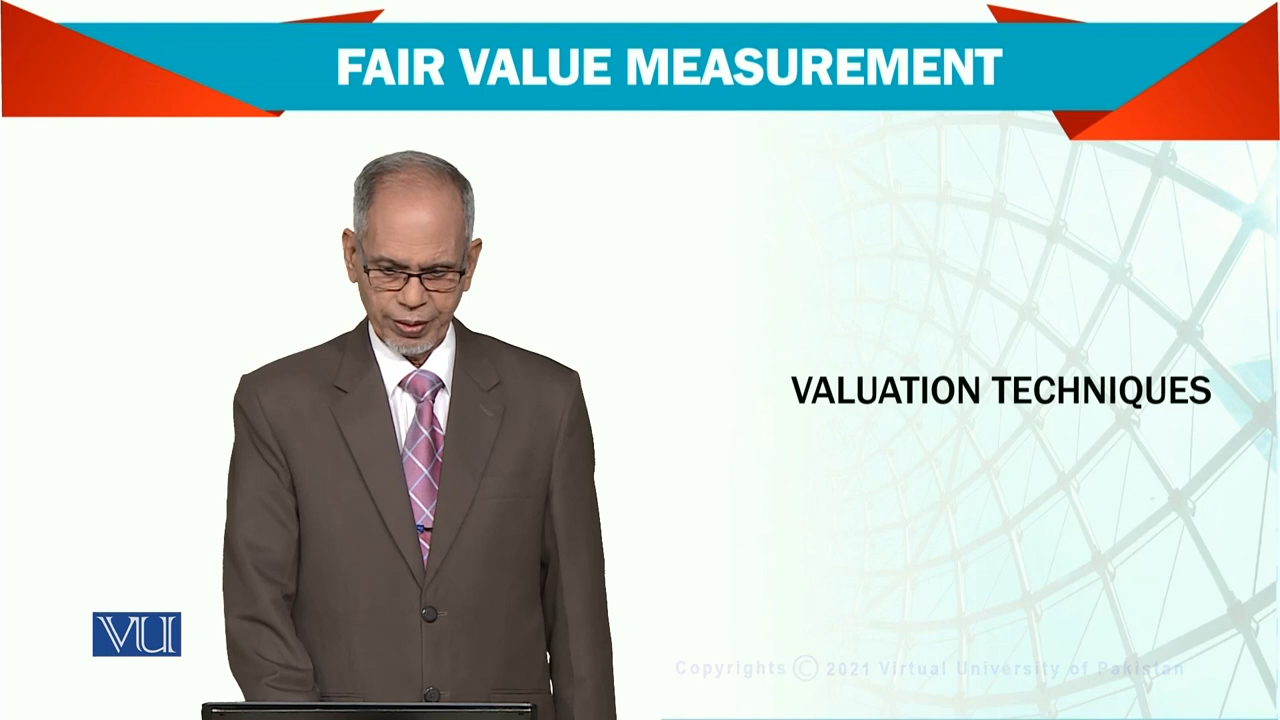 FAIR VALUE MEASUREMENT
VALUATION TECHNIQUES
VU
Copyrights © 2021 Virtual University of Pakistan